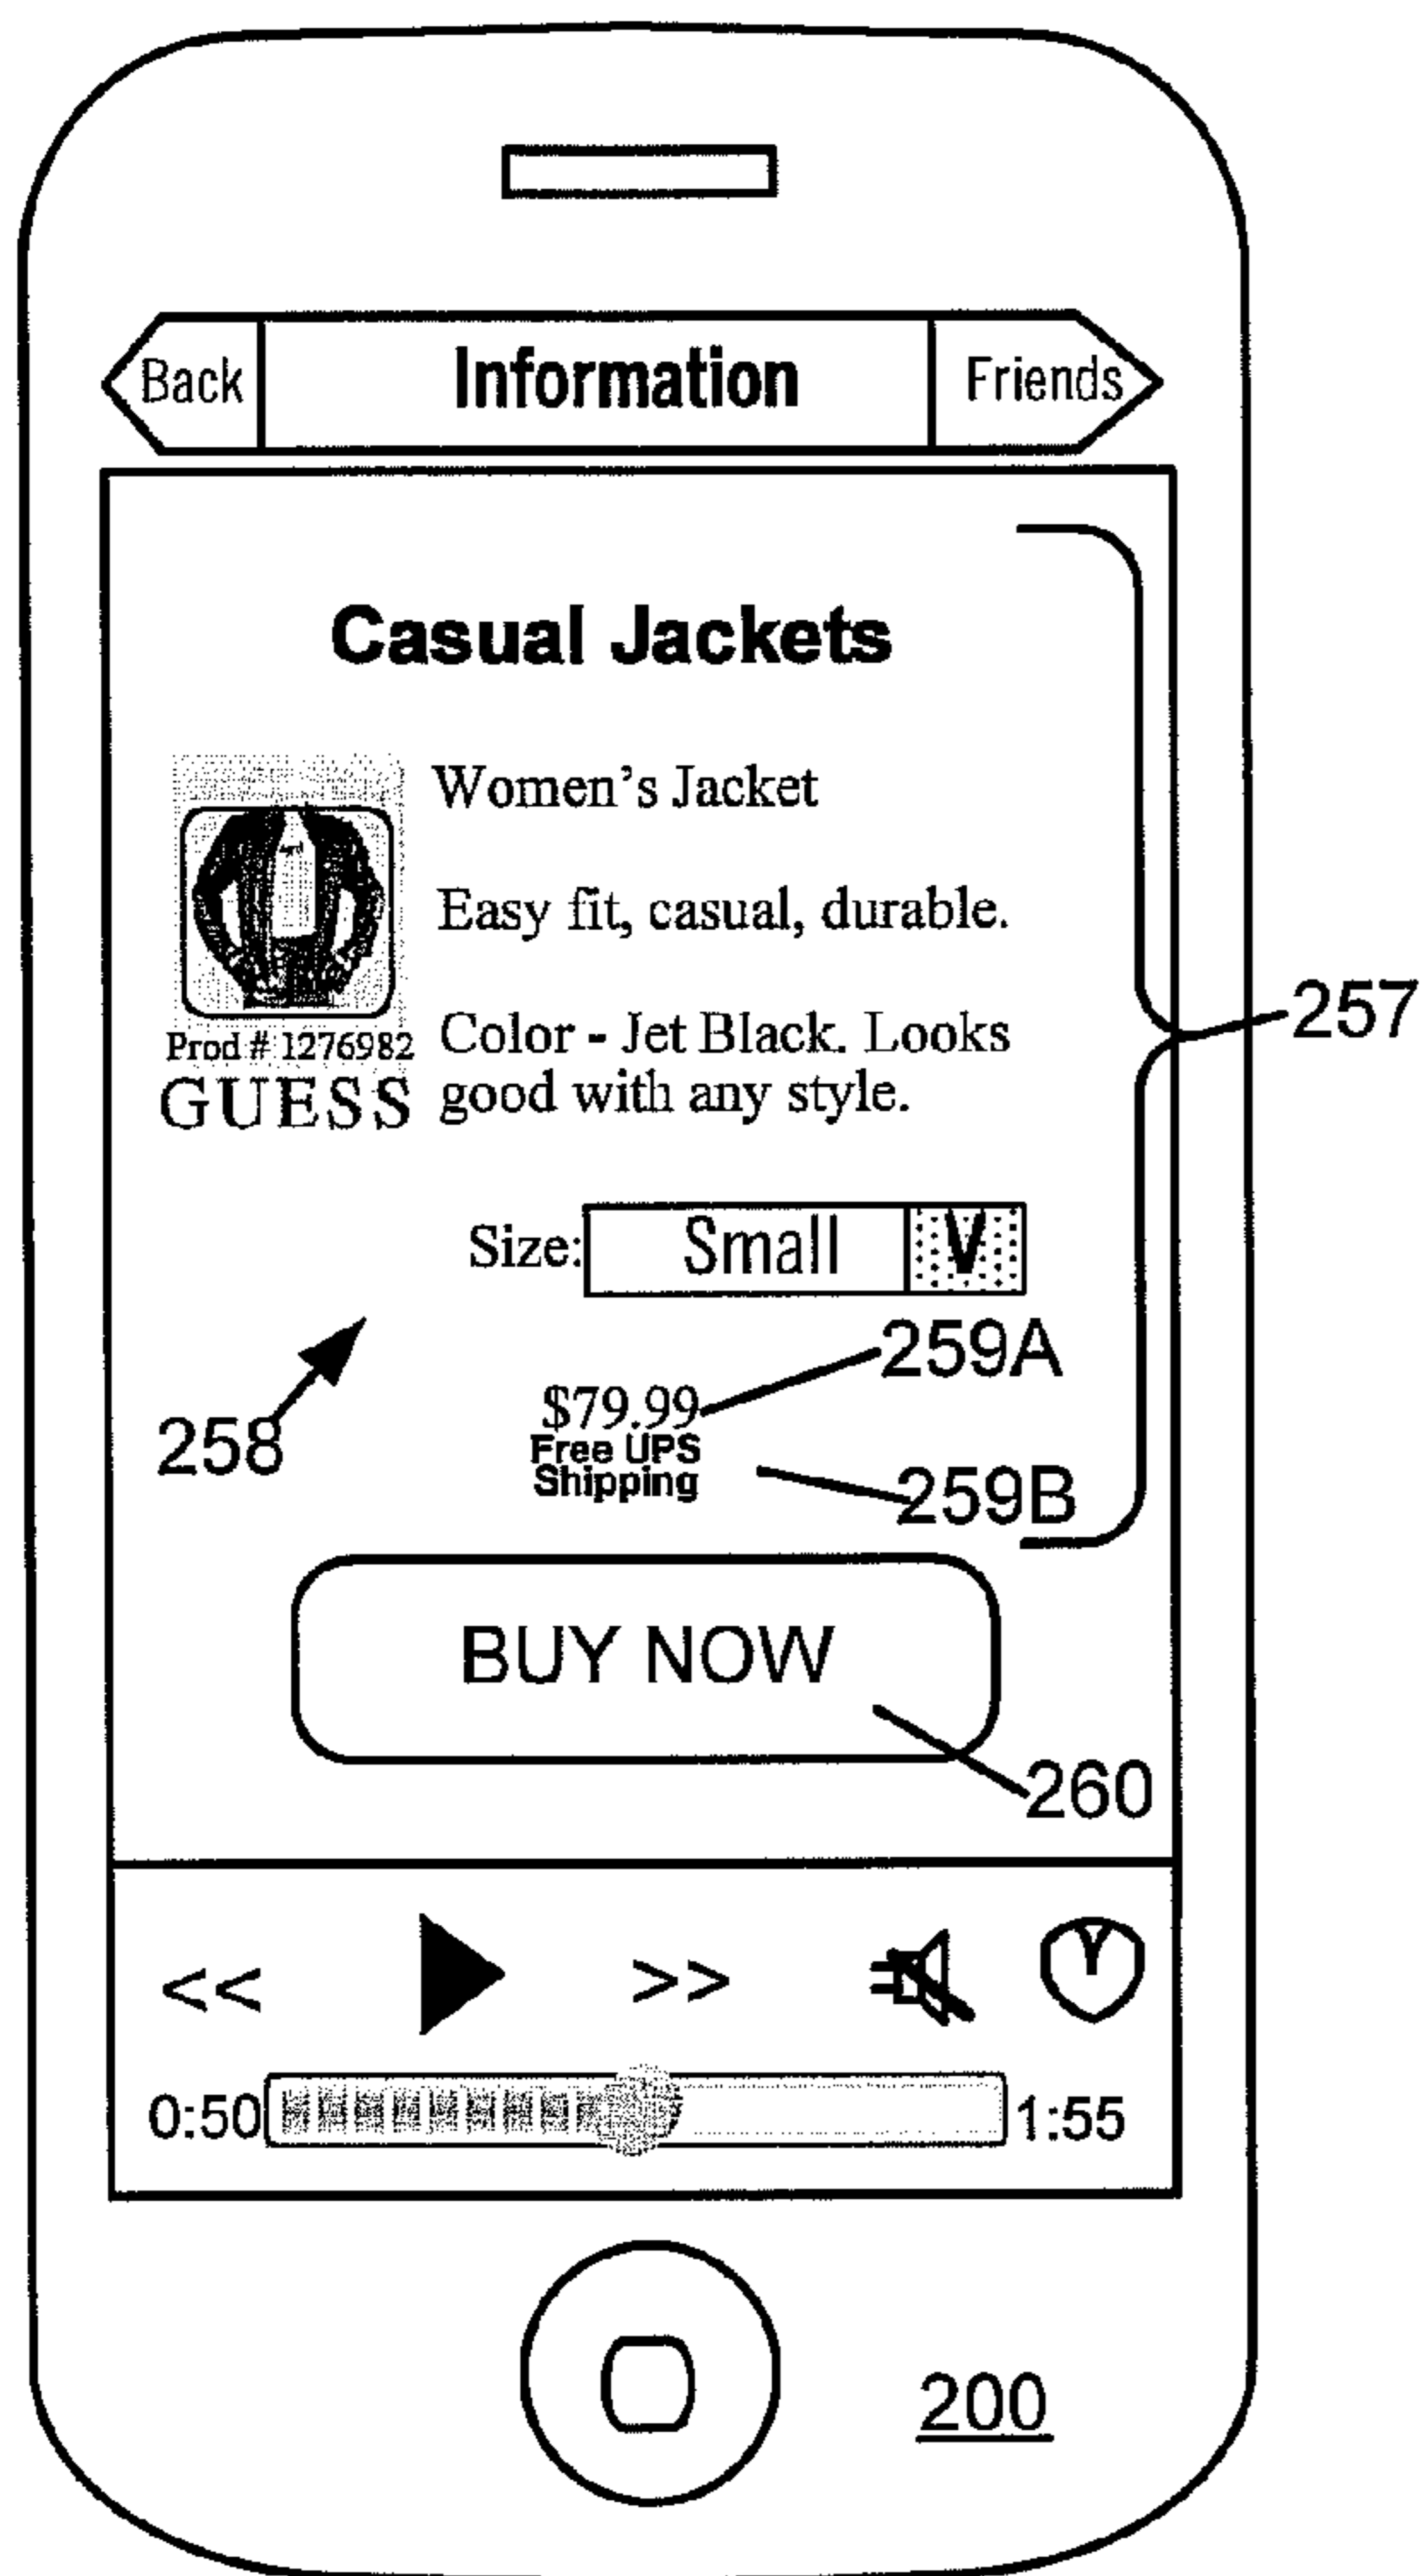 Back Information Friends
Casual Jackets
Women's Jacket
Easy fit, casual, durable.
Prod # 1276982
GUESS
Color - Jet Black. Looks
good with any style.
257
Size: Small V
259A
$79.99
Free UPS
Shipping
258
259B
BUY NOW
260
<< >> Y
0:50 1:55
200